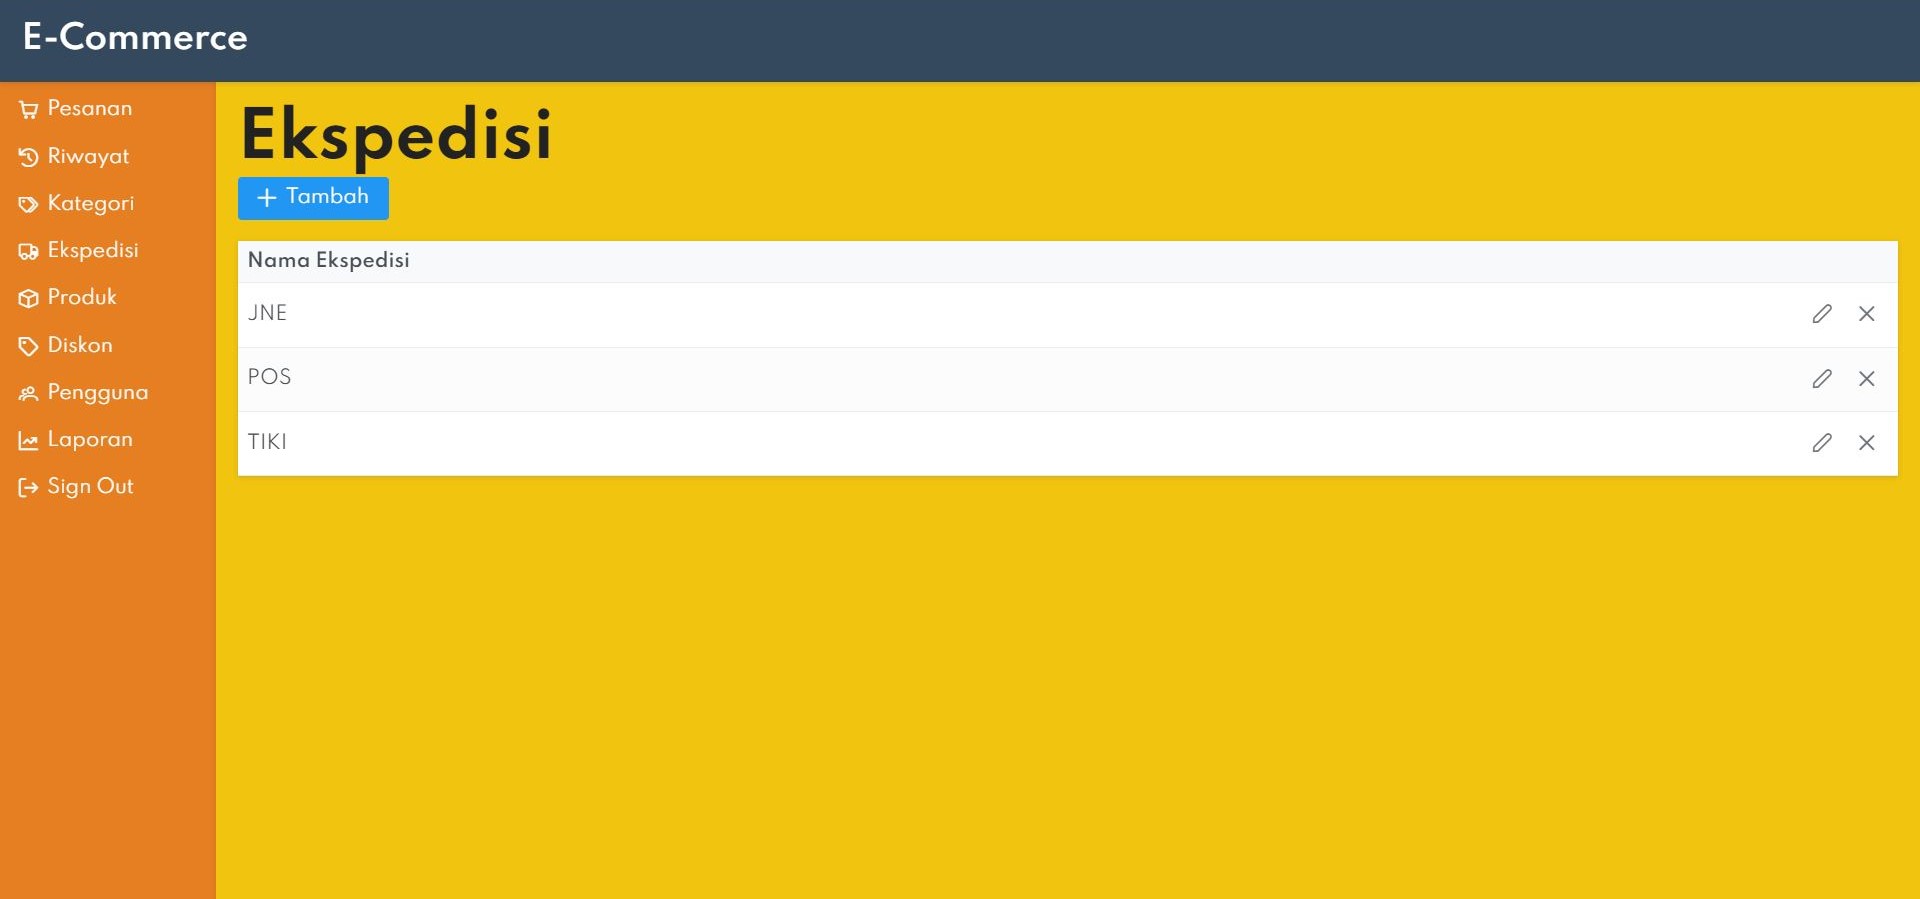 E-Commerce
Pesanan
Riwayat
Kategori
Ekspedisi
Produk
Diskon
Pengguna
Laporan
Sign Out
Ekspedisi
Tambah
Nama Ekspedisi
JNE
POS
TIKI